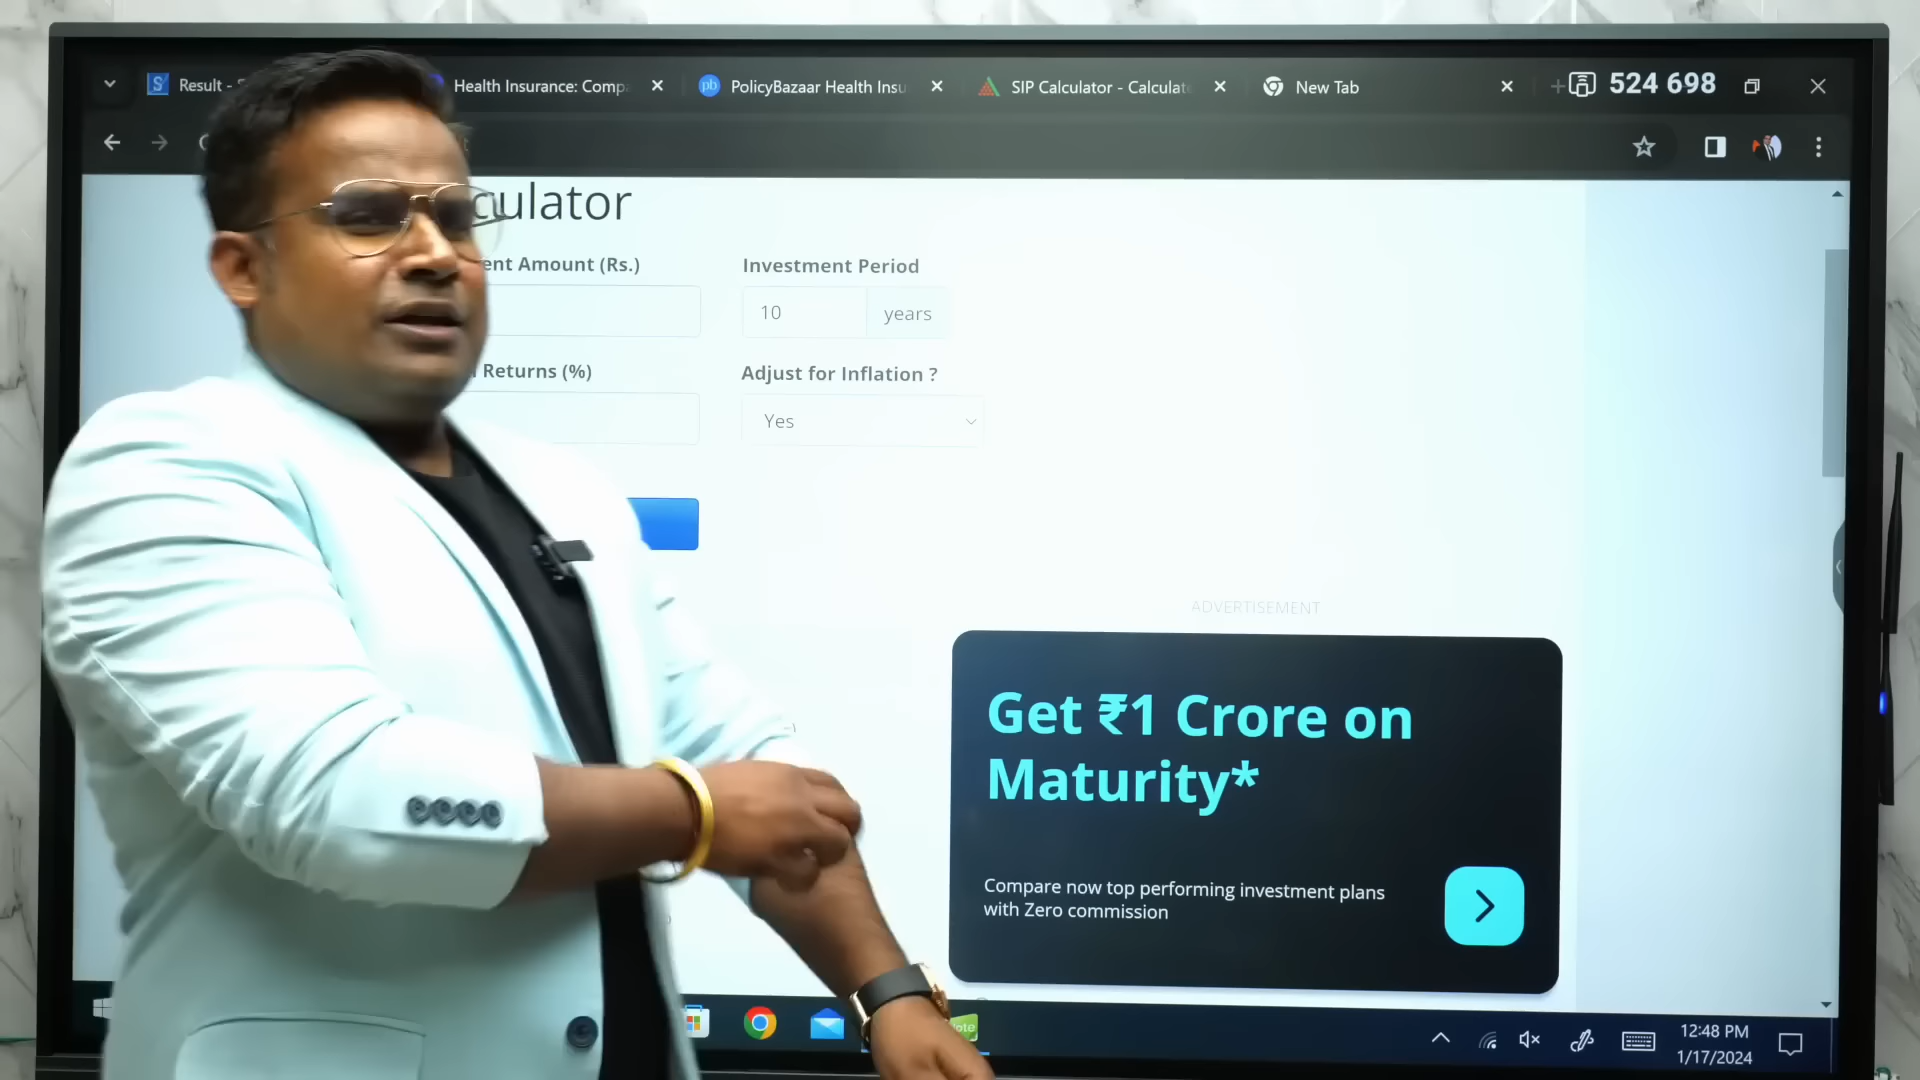 Result - S
Health Insurance: Comp
pb PolicyBazaar Health Insu
SIP Calculator - Calculat
New Tab
524 698
culator
ent Amount (Rs.)
Investment Period
10
years
Returns (%)
Adjust for Inflation ?
Yes
ADVERTISEMENT
Get ₹1 Crore on
Maturity*
Compare now top performing investment plans
with Zero commission
ote
12:48 PM
1/17/2024